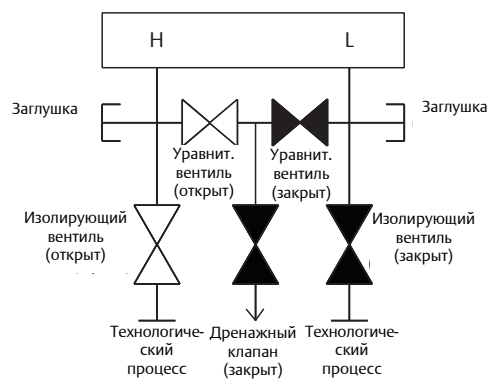 H
L
Заглушка
Заглушка
Уравнит.
вентиль
(открыт)
Уравнит.
вентиль
(закрыт)
Изолирующий
вентиль
(открыт)
Изолирующий
вентиль
(закрыт)
Технологиче-
ский
процесс
Дренажный
клапан
(закрыт)
Технологиче-
ский
процесс